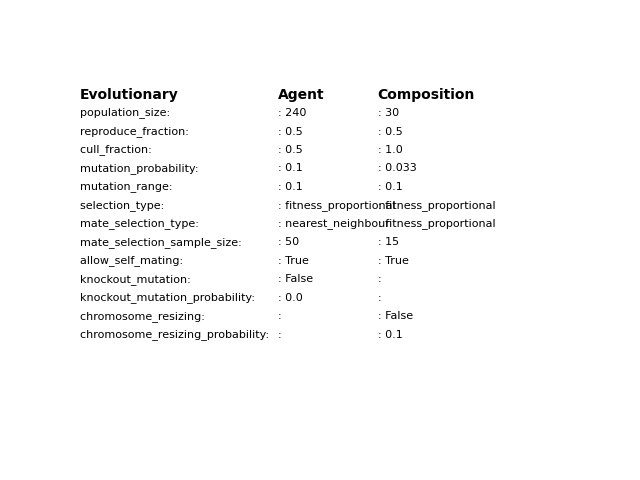 Evolutionary Agent Composition
population_size: : 240 : 30
reproduce_fraction: : 0.5 : 0.5
cull_fraction: : 0.5 : 1.0
mutation_probability: : 0.1 : 0.033
mutation_range: : 0.1 : 0.1
selection_type: : fitness_proportional : fitness_proportional
mate_selection_type: : nearest_neighbour : fitness_proportional
mate_selection_sample_size: : 50 : 15
allow_self_mating: : True : True
knockout_mutation: : False :
knockout_mutation_probability: : 0.0 :
chromosome_resizing: : : False
chromosome_resizing_probability: : : 0.1